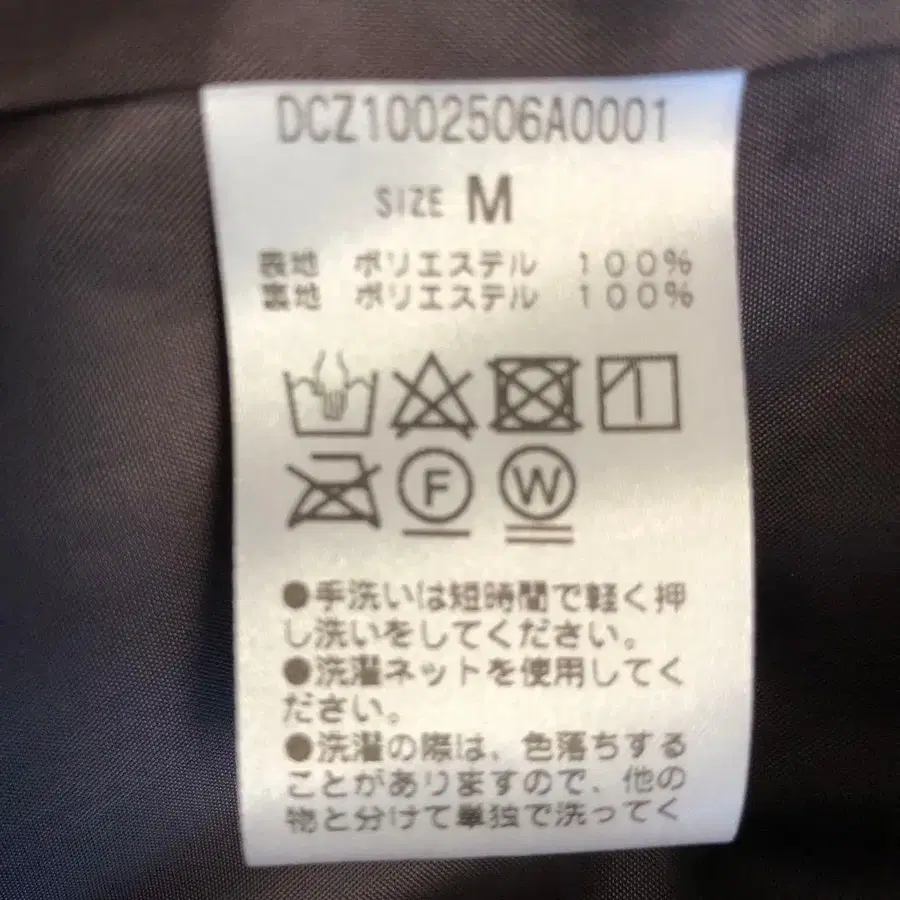 DCZ1002506A0001
SIZE M
表地 ポリエステル 100%
裏地 ポリエステル 100%
F W
●手洗いは短時間で軽く押
し洗いをしてください。
●洗濯ネットを使用してく
ださい。
●洗濯の際は、色落ちする
ことがありますので、他の
物と分けて単独で洗ってく